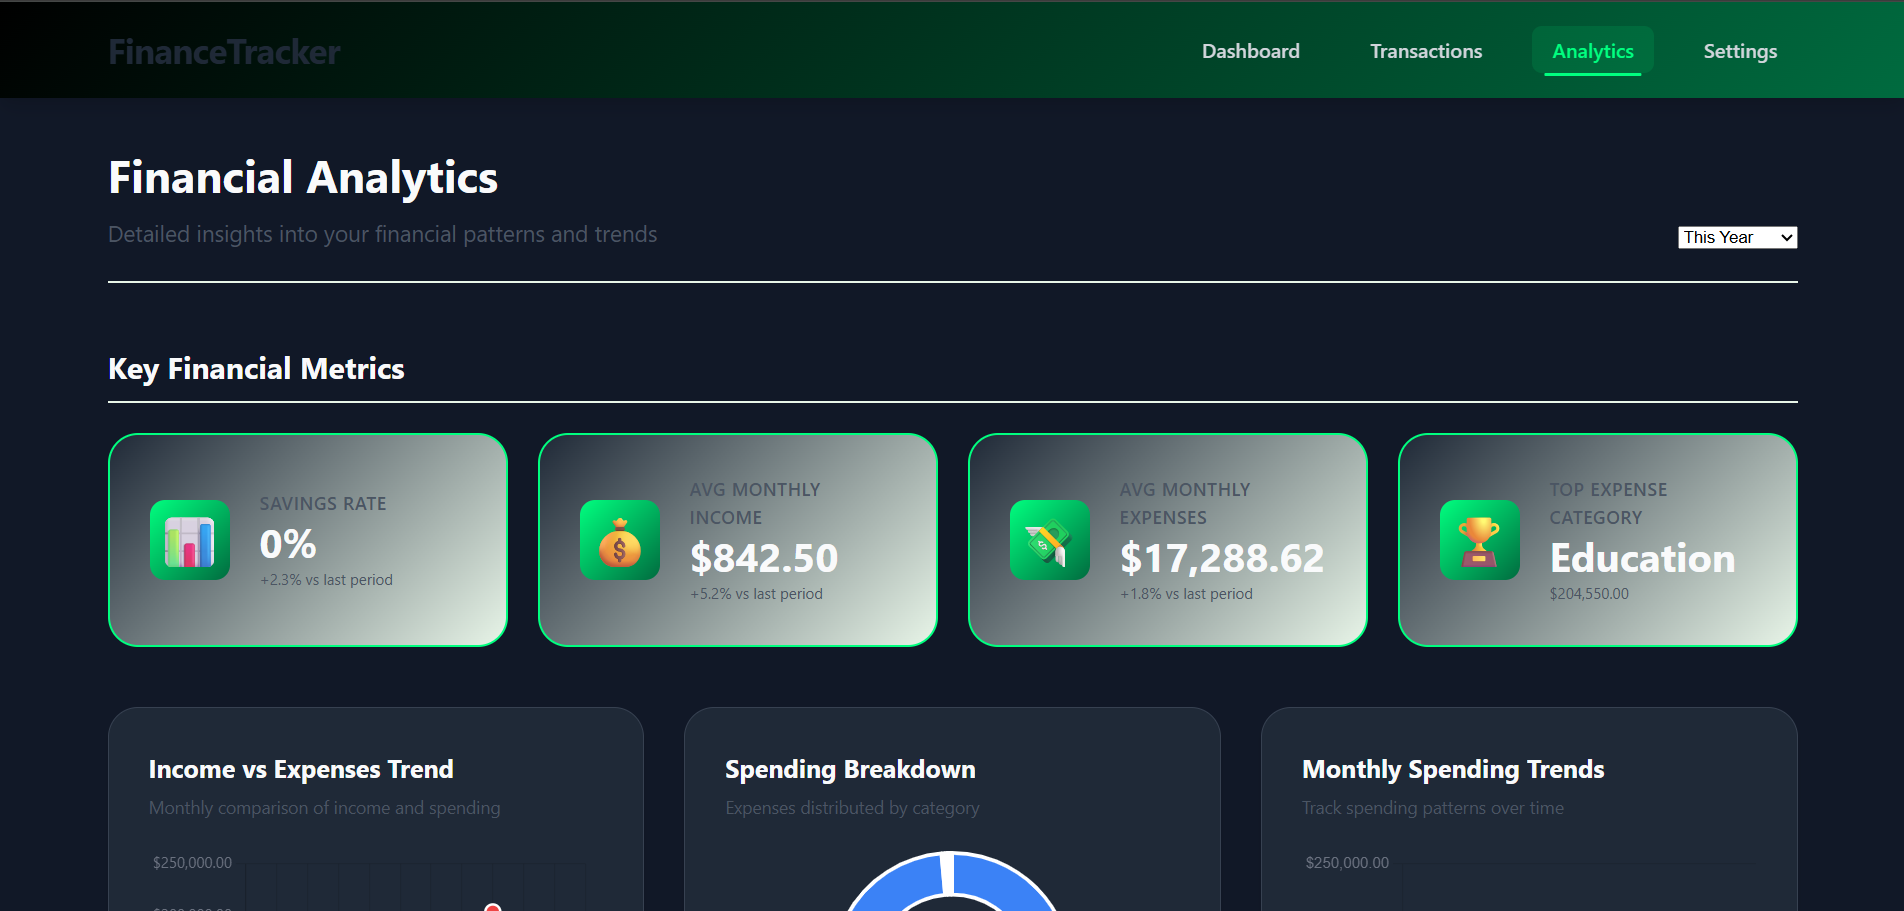 FinanceTracker
Dashboard
Transactions
Analytics
Settings
Financial Analytics
Detailed insights into your financial patterns and trends
This Year
Key Financial Metrics
SAVINGS RATE
0%
+2.3% vs last period
AVG MONTHLY
INCOME
$842.50
+5.2% vs last period
AVG MONTHLY
EXPENSES
$17,288.62
+1.8% vs last period
TOP EXPENSE
CATEGORY
Education
$204,550.00
Income vs Expenses Trend
Monthly comparison of income and spending
$250,000.00
Spending Breakdown
Expenses distributed by category
Monthly Spending Trends
Track spending patterns over time
$250,000.00